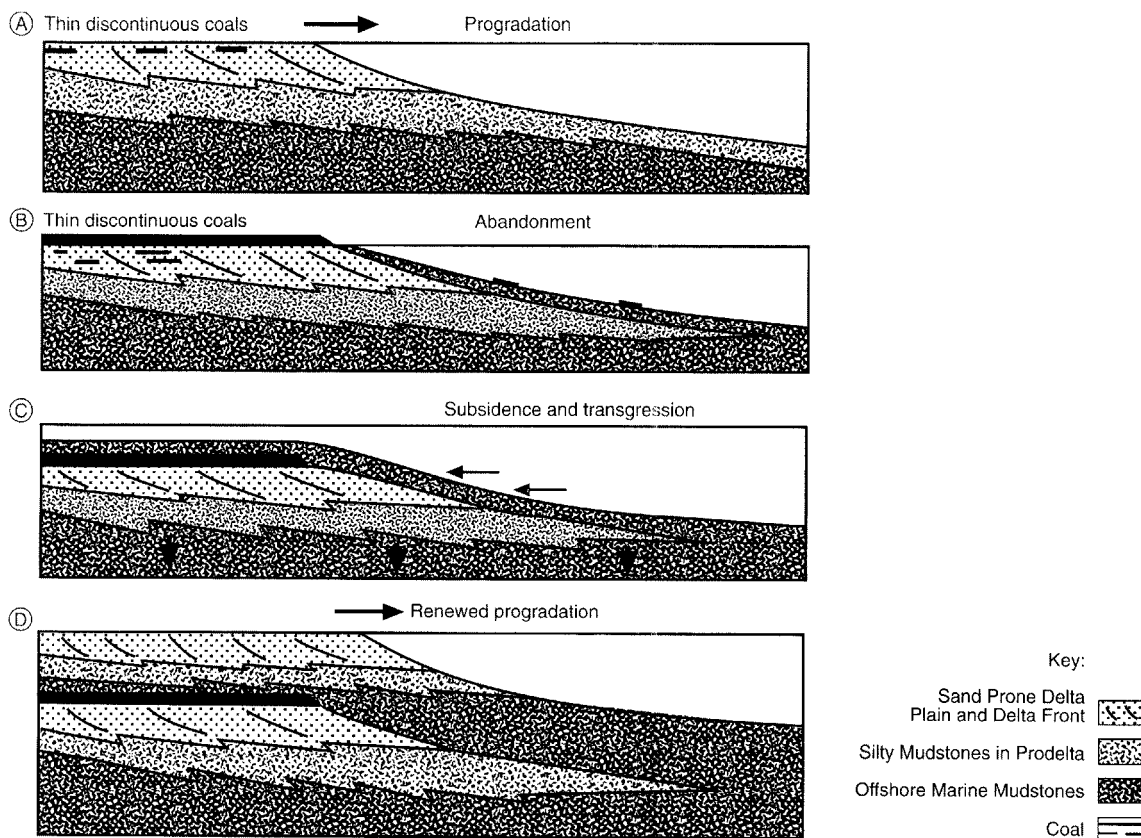 A Thin discontinuous coals Progradation
B Thin discontinuous coals Abandonment
C Subsidence and transgression
D Renewed progradation
Key:
Sand Prone Delta
Plain and Delta Front
Silty Mudstones in Prodelta
Offshore Marine Mudstones
Coal